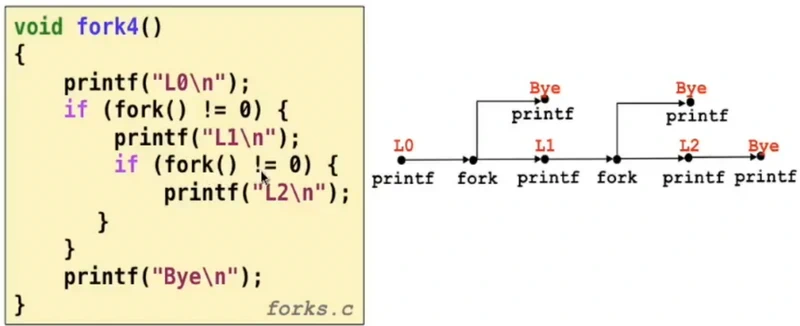 void fork4()
{
    printf("L0\n");
    if (fork() != 0) {
        printf("L1\n");
        if (fork() != 0) {
            printf("L2\n");
        }
    }
    printf("Bye\n");
}
forks.c
Bye Bye
printf printf
L0 L1 L2 Bye
printf fork printf fork printf printf